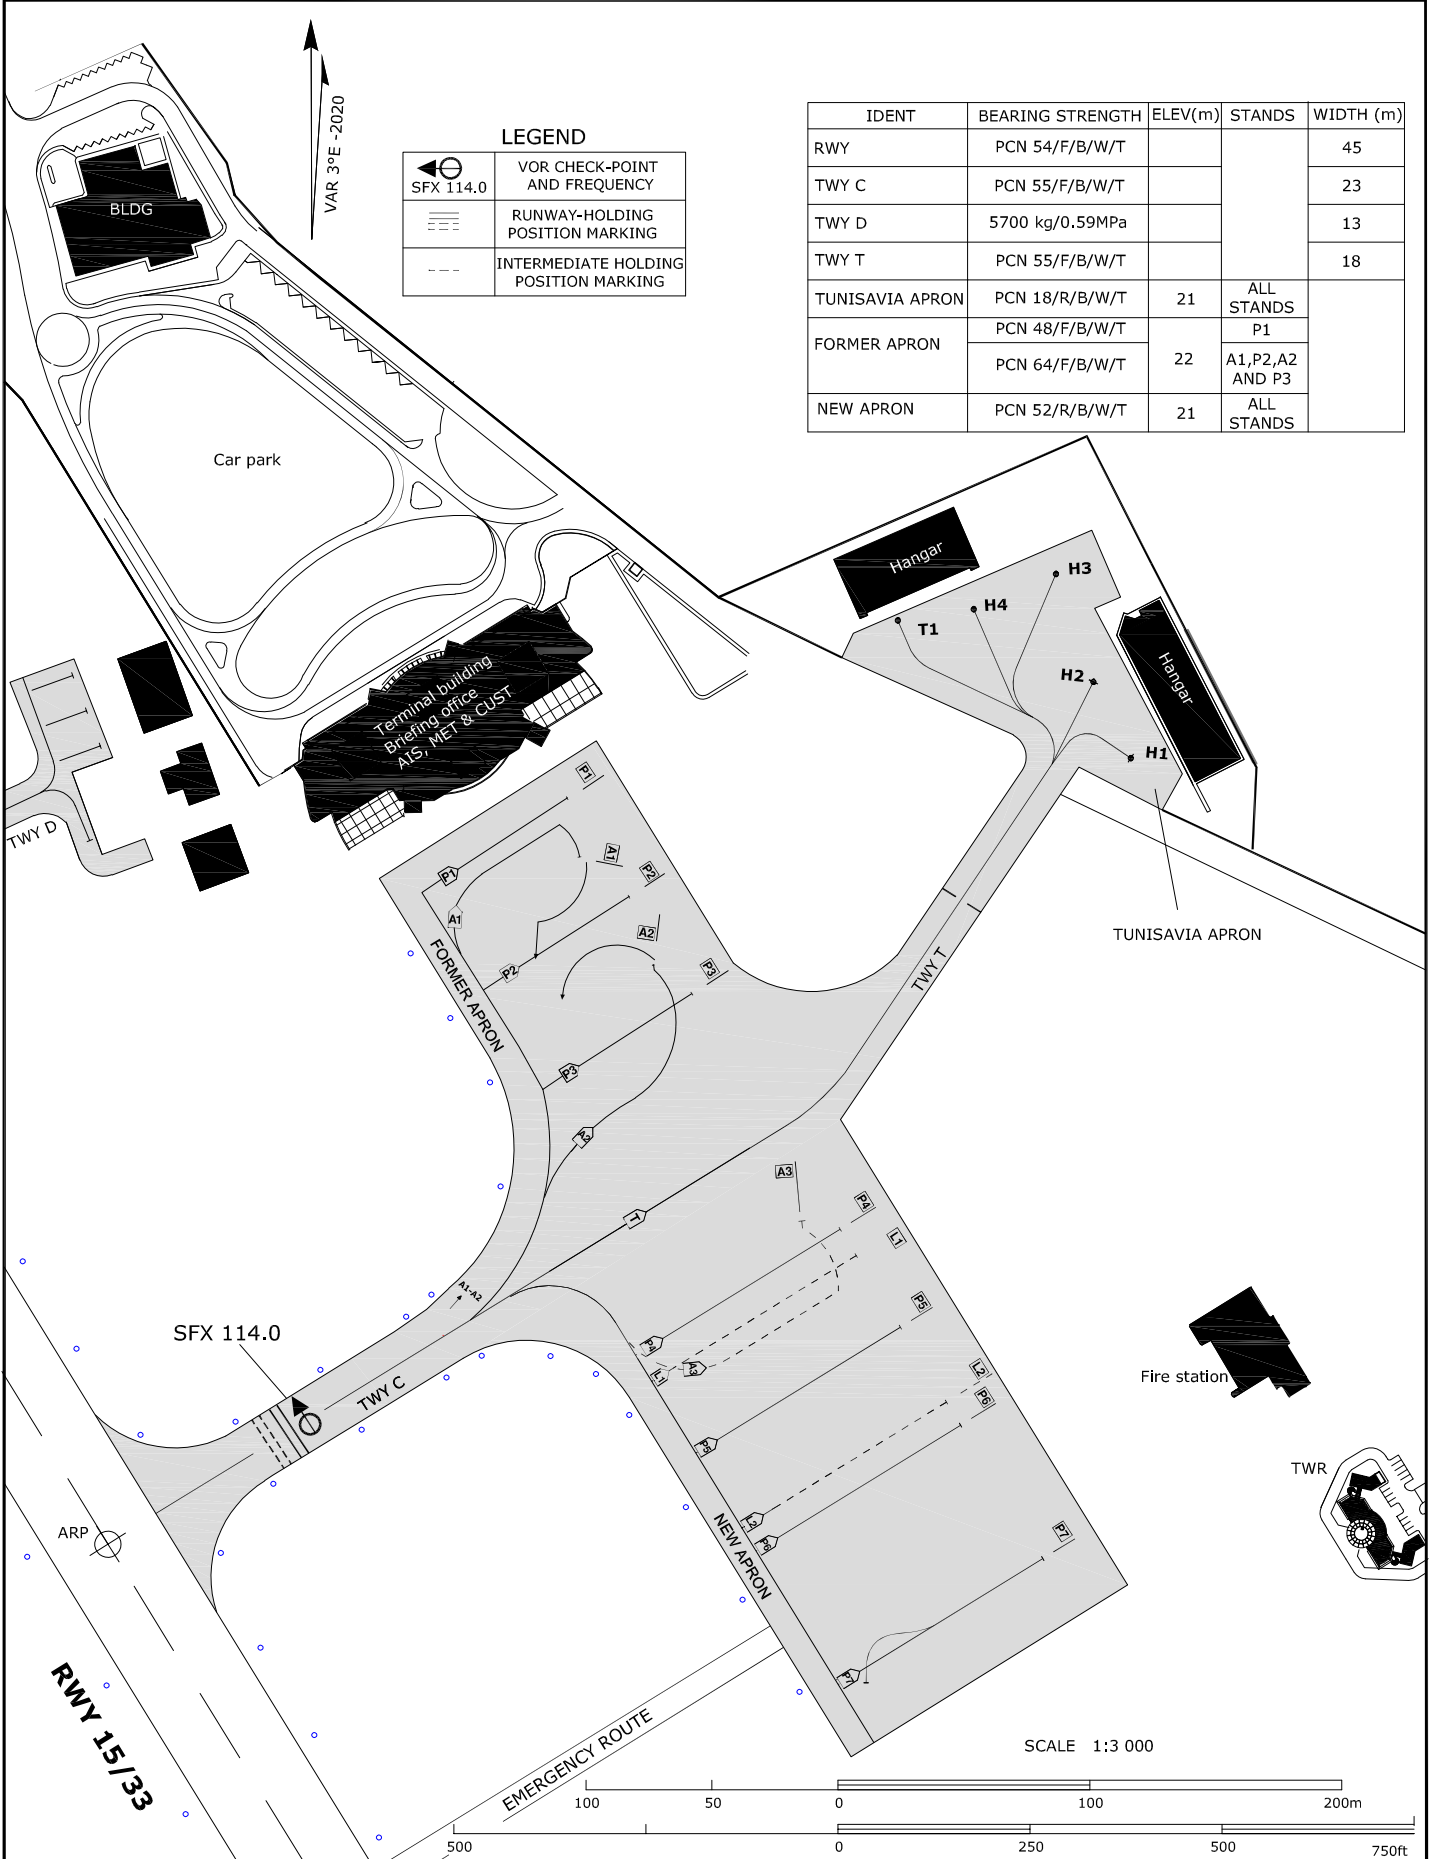 VAR 3°E -2020
LEGEND
SFX 114.0
VOR CHECK-POINT
AND FREQUENCY
RUNWAY-HOLDING
POSITION MARKING
INTERMEDIATE HOLDING
POSITION MARKING
IDENT BEARING STRENGTH ELEV(m) STANDS WIDTH (m)
RWY PCN 54/F/B/W/T 45
TWY C PCN 55/F/B/W/T 23
TWY D 5700 kg/0.59MPa 13
TWY T PCN 55/F/B/W/T 18
TUNISAVIA APRON PCN 18/R/B/W/T 21 ALL
STANDS
FORMER APRON PCN 48/F/B/W/T 22 P1
PCN 64/F/B/W/T A1,P2,A2
AND P3
NEW APRON PCN 52/R/B/W/T 21 ALL
STANDS
BLDG
Car park
Hangar
H3
H4
T1
H2
Hangar
H1
Terminal building
Briefing office
AIS, MET & CUST
TWY D
P1
A1
P2
P1
A1
A2
P3
P2
FORMER APRON
TWY T
TUNISAVIA APRON
P3
A2
A3
P4
L1
T
A1-A2
P5
SFX 114.0
P4
A3
L1
L2
P6
TWY C
Fire station
P5
TWR
ARP
L2
P6
P7
NEW APRON
P7
RWY 15/33
EMERGENCY ROUTE
SCALE 1:3 000
100 50 0 100 200m
500 0 250 500 750ft